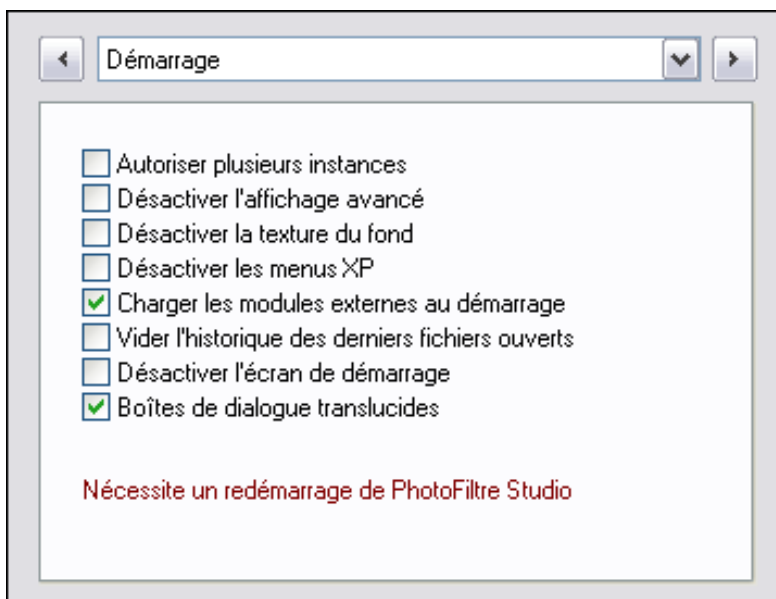 Démarrage
Autoriser plusieurs instances
Désactiver l'affichage avancé
Désactiver la texture du fond
Désactiver les menus XP
Charger les modules externes au démarrage
Vider l'historique des derniers fichiers ouverts
Désactiver l'écran de démarrage
Boîtes de dialogue translucides
Nécessite un redémarrage de PhotoFiltre Studio